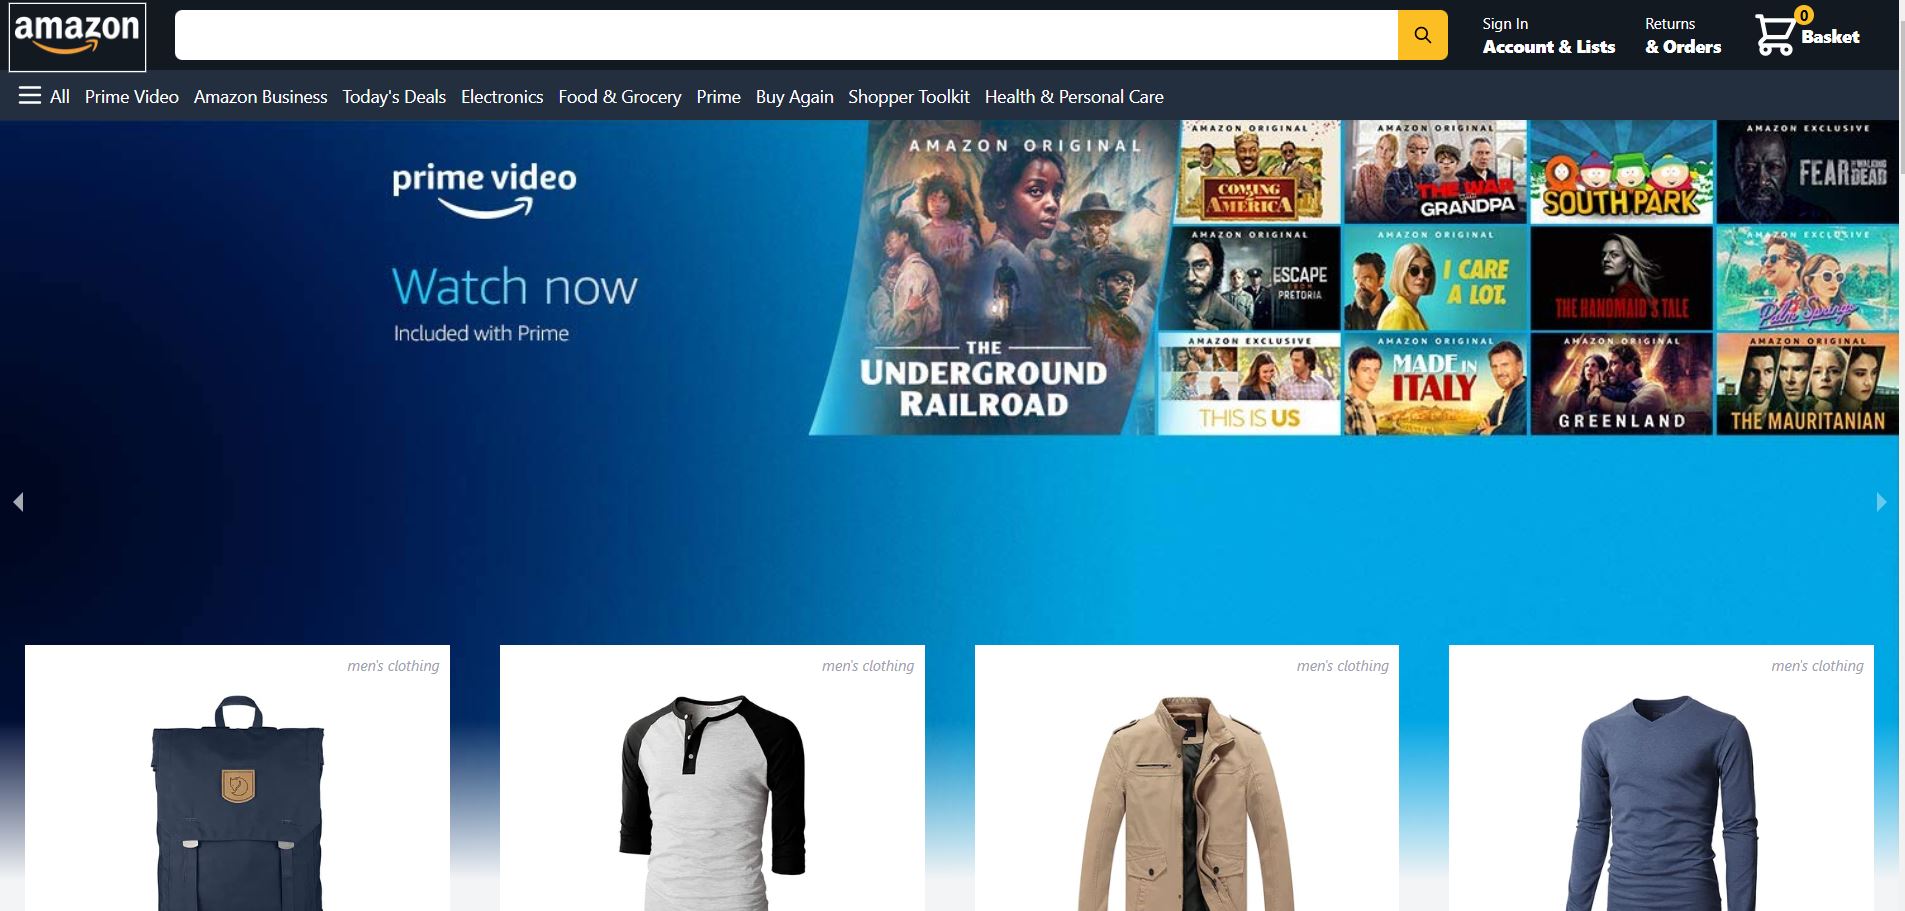 amazon
Sign In
Account & Lists
Returns
& Orders
0
Basket
All Prime Video Amazon Business Today's Deals Electronics Food & Grocery Prime Buy Again Shopper Toolkit Health & Personal Care
prime video
Watch now
Included with Prime
AMAZON ORIGINAL
THE
UNDERGROUND
RAILROAD
AMAZON ORIGINAL
COMING
2
AMERICA
AMAZON ORIGINAL
THE WAR
WITH
GRANDPA
SOUTH PARK
AMAZON EXCLUSIVE
FEAR THE WALKING DEAD
AMAZON ORIGINAL
ESCAPE
FROM
PRETORIA
AMAZON ORIGINAL
I CARE
A LOT.
THE HANDMAID'S TALE
AMAZON EXCLUSIVE
Palm Springs
AMAZON EXCLUSIVE
THIS IS US
AMAZON ORIGINAL
MADE IN
ITALY
AMAZON ORIGINAL
GREENLAND
AMAZON ORIGINAL
THE MAURITANIAN
men's clothing
men's clothing
men's clothing
men's clothing